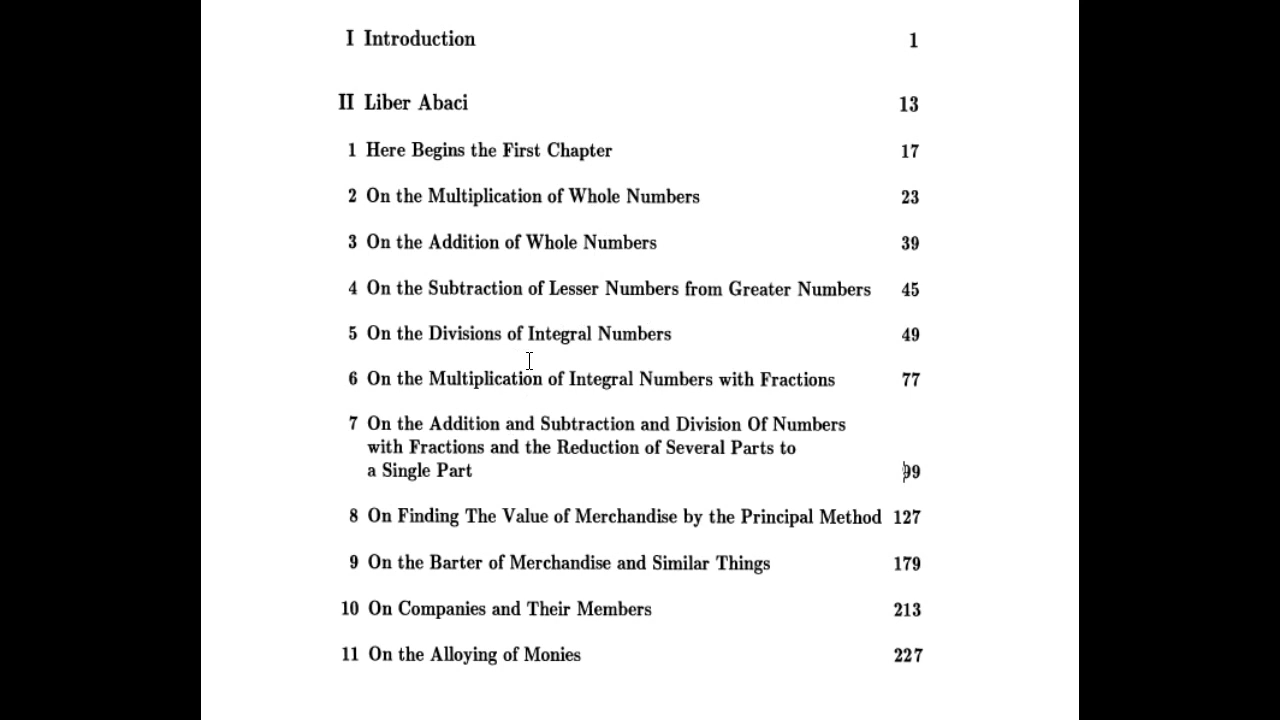 I Introduction 1
II Liber Abaci 13
1 Here Begins the First Chapter 17
2 On the Multiplication of Whole Numbers 23
3 On the Addition of Whole Numbers 39
4 On the Subtraction of Lesser Numbers from Greater Numbers 45
5 On the Divisions of Integral Numbers 49
6 On the Multiplication of Integral Numbers with Fractions 77
7 On the Addition and Subtraction and Division Of Numbers
with Fractions and the Reduction of Several Parts to
a Single Part 99
8 On Finding The Value of Merchandise by the Principal Method 127
9 On the Barter of Merchandise and Similar Things 179
10 On Companies and Their Members 213
11 On the Alloying of Monies 227